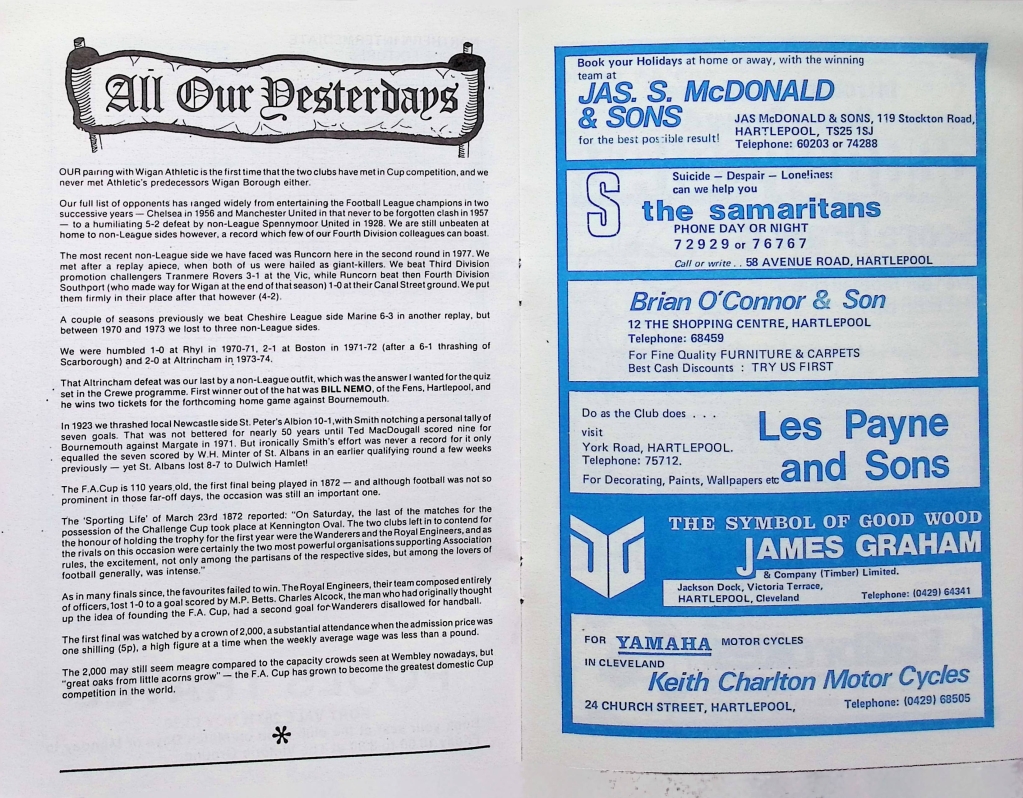 All Our Yesterdays
OUR pairing with Wigan Athletic is the first time that the two clubs have met in Cup competition, and we
never met Athletic's predecessors Wigan Borough either.
Our full list of opponents has ranged widely from entertaining the Football League champions in two
successive years — Chelsea in 1956 and Manchester United in that never to be forgotten clash in 1957
— to a humiliating 5-2 defeat by non-League Spennymoor United in 1928. We are still unbeaten at
home to non-League sides however, a record which few of our Fourth Division colleagues can boast.
The most recent non-League side we have faced was Runcorn here in the second round in 1977. We
met after a replay apiece, when both of us were hailed as giant-killers. We beat Third Division
promotion challengers Tranmere Rovers 3-1 at the Vic, while Runcorn beat then Fourth Division
Southport (who made way for Wigan at the end of that season) 1-0 at their Canal Street ground. We put
them firmly in their place after that however (4-2).
A couple of seasons previously we beat Cheshire League side Marine 6-3 in another replay, but
between 1970 and 1973 we lost to three non-League sides.
We were humbled 1-0 at Rhyl in 1970-71, 2-1 at Boston in 1971-72 (after a 6-1 thrashing of
Scarborough) and 2-0 at Altrincham in 1973-74.
That Altrincham defeat was our last by a non-League outfit, which was the answer I wanted for the quiz
set in the Crewe programme. First winner out of the hat was BILL NEMO, of the Fens, Hartlepool, and
he wins two tickets for the forthcoming home game against Bournemouth.
In 1923 we thrashed local Newcastle side St. Peter's Albion 10-1, with Smith notching a personal tally of
seven goals. That was not bettered for nearly 50 years until Ted MacDougall scored nine for
Bournemouth against Margate in 1971. But ironically Smith's effort was never a record for it only
equalled the seven scored by W.H. Minter of St. Albans in an earlier qualifying round a few weeks
previously — yet St. Albans lost 8-7 to Dulwich Hamlet!
The F.A.Cup is 110 years old, the first final being played in 1872 — and although football was not so
prominent in those far-off days, the occasion was still an important one.
The 'Sporting Life' of March 23rd 1872 reported: "On Saturday, the last of the matches for the
possession of the Challenge Cup took place at Kennington Oval. The two clubs left in to contend for
the honour of holding the trophy for the first year were the Wanderers and the Royal Engineers, and as
the rivals on this occasion were certainly the two most powerful organisations supporting Association
rules, the excitement, not only among the partisans of the respective sides, but among the lovers of
football generally, was intense."
As in many finals since, the favourites failed to win. The Royal Engineers, their team composed entirely
of officers, lost 1-0 to a goal scored by M.P. Betts. Charles Alcock, the man who had originally thought
up the idea of founding the F.A. Cup, had a second goal for Wanderers disallowed for handball.
The first final was watched by a crown of 2,000, a substantial attendance when the admission price was
one shilling (5p), a high figure at a time when the weekly average wage was less than a pound.
The 2,000 may still seem meagre compared to the capacity crowds seen at Wembley nowadays, but
"great oaks from little acorns grow" — the F.A. Cup has grown to become the greatest domestic Cup
competition in the world.
*
Book your Holidays at home or away, with the winning
team at
JAS. S. McDONALD
& SONS
for the best possible result!
JAS McDONALD & SONS, 119 Stockton Road,
HARTLEPOOL, TS25 1SJ
Telephone: 60203 or 74288
S
Suicide — Despair — Loneliness
can we help you
the samaritans
PHONE DAY OR NIGHT
72929 or 76767
Call or write . . 58 AVENUE ROAD, HARTLEPOOL
Brian O'Connor & Son
12 THE SHOPPING CENTRE, HARTLEPOOL
Telephone: 68459
For Fine Quality FURNITURE & CARPETS
Best Cash Discounts : TRY US FIRST
Do as the Club does . . .
visit
York Road, HARTLEPOOL.
Telephone: 75712.
For Decorating, Paints, Wallpapers etc
Les Payne
and Sons
THE SYMBOL OF GOOD WOOD
JAMES GRAHAM
& Company (Timber) Limited.
Jackson Dock, Victoria Terrace,
HARTLEPOOL, Cleveland
Telephone: (0429) 64341
FOR YAMAHA MOTOR CYCLES
IN CLEVELAND
Keith Charlton Motor Cycles
24 CHURCH STREET, HARTLEPOOL,
Telephone: (0429) 68505